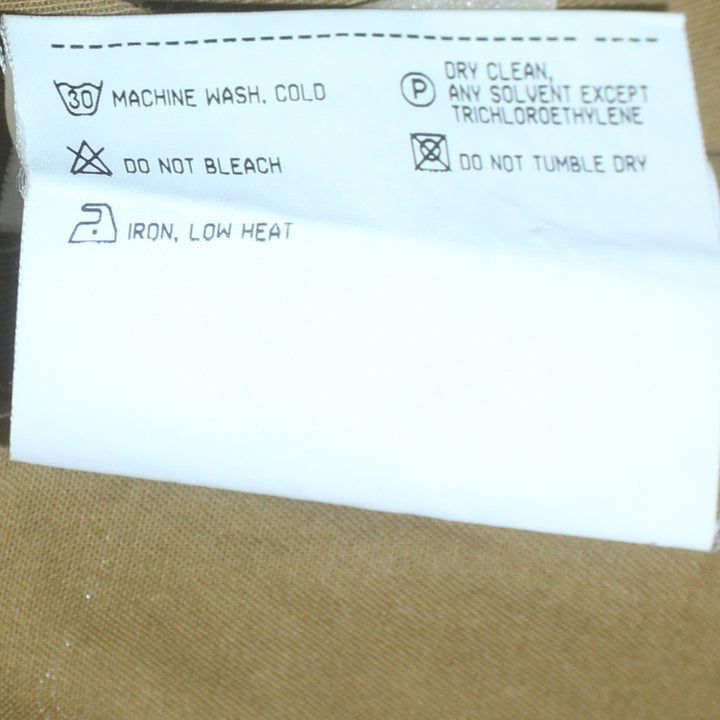 30 MACHINE WASH, COLD
DO NOT BLEACH
IRON, LOW HEAT
P DRY CLEAN,
ANY SOLVENT EXCEPT
TRICHLOROETHYLENE
DO NOT TUMBLE DRY